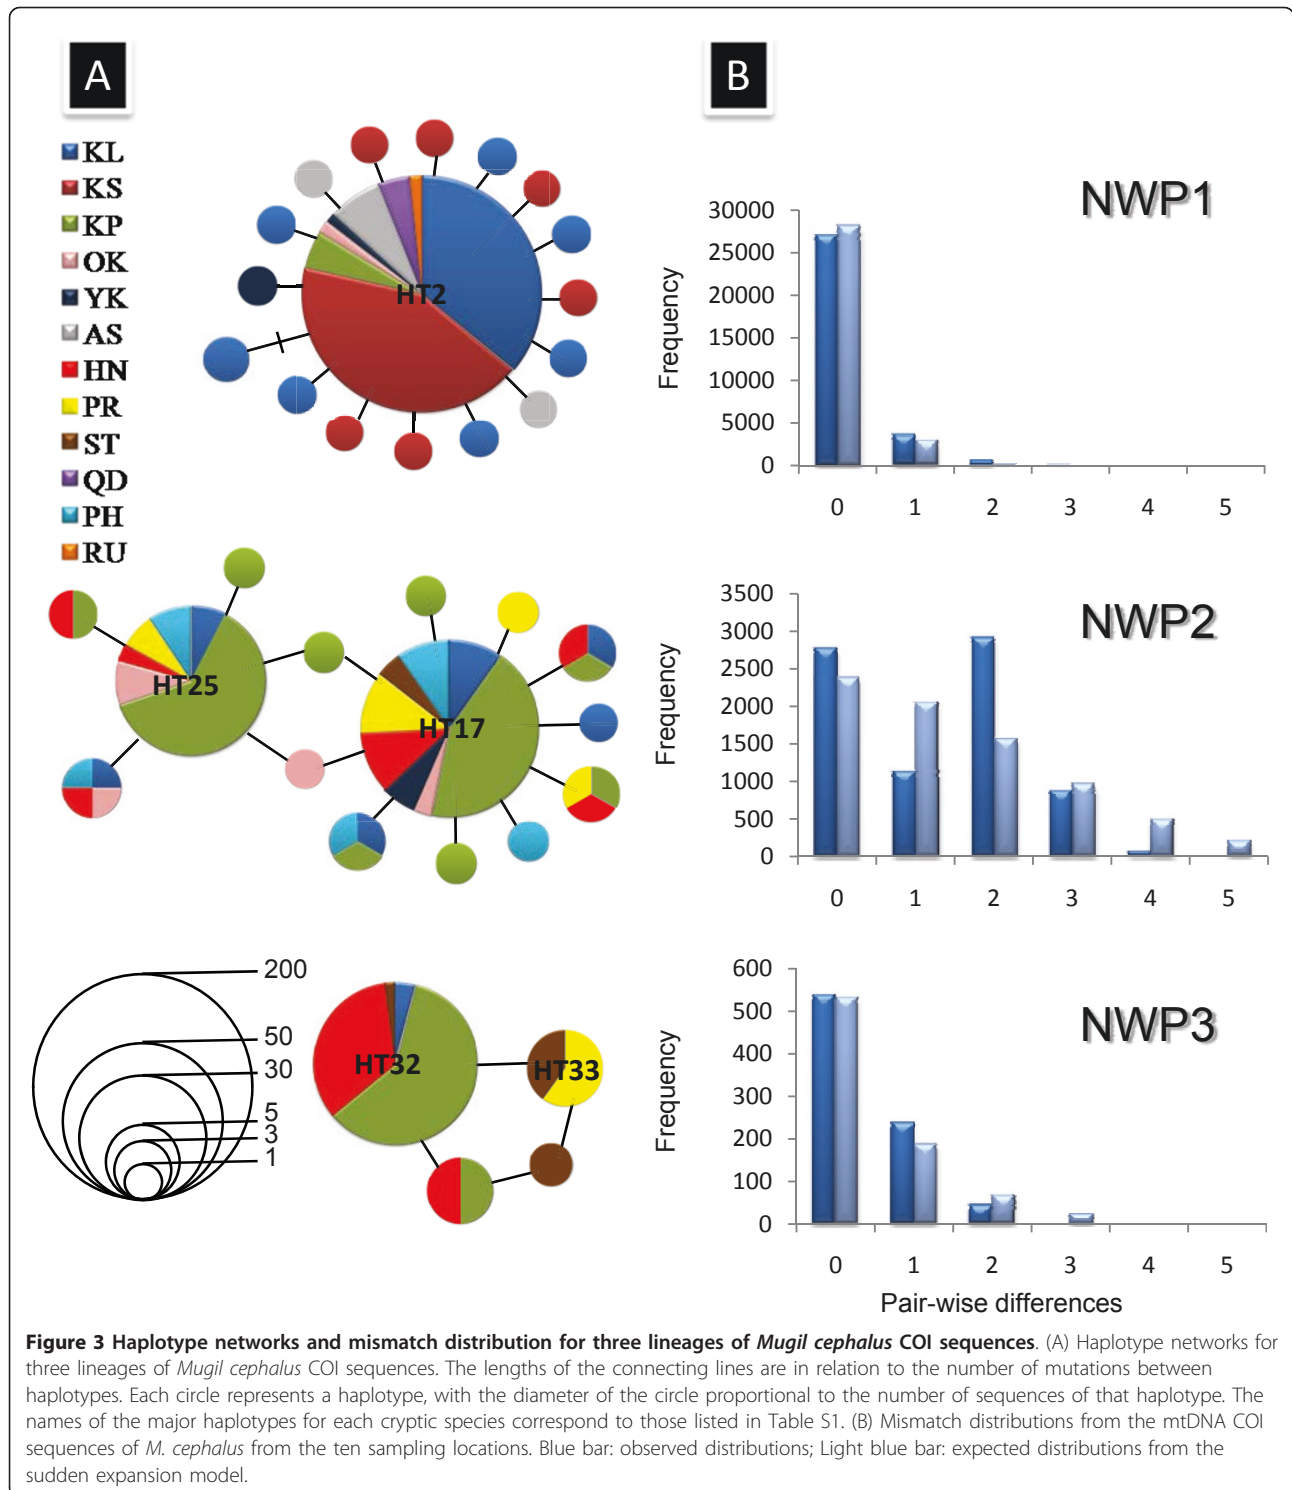 A
KL
KS
KP
OK
YK
AS
HN
PR
ST
QD
PH
RU
HT2
HT25
HT17
200
50
30
5
3
1
HT32
HT33
B
NWP1
Frequency
30000
25000
20000
15000
10000
5000
0
0 1 2 3 4 5
NWP2
Frequency
3500
3000
2500
2000
1500
1000
500
0
0 1 2 3 4 5
NWP3
Frequency
600
500
400
300
200
100
0
0 1 2 3 4 5
Pair-wise differences
Figure 3 Haplotype networks and mismatch distribution for three lineages of Mugil cephalus COI sequences. (A) Haplotype networks for
three lineages of Mugil cephalus COI sequences. The lengths of the connecting lines are in relation to the number of mutations between
haplotypes. Each circle represents a haplotype, with the diameter of the circle proportional to the number of sequences of that haplotype. The
names of the major haplotypes for each cryptic species correspond to those listed in Table S1. (B) Mismatch distributions from the mtDNA COI
sequences of M. cephalus from the ten sampling locations. Blue bar: observed distributions; Light blue bar: expected distributions from the
sudden expansion model.